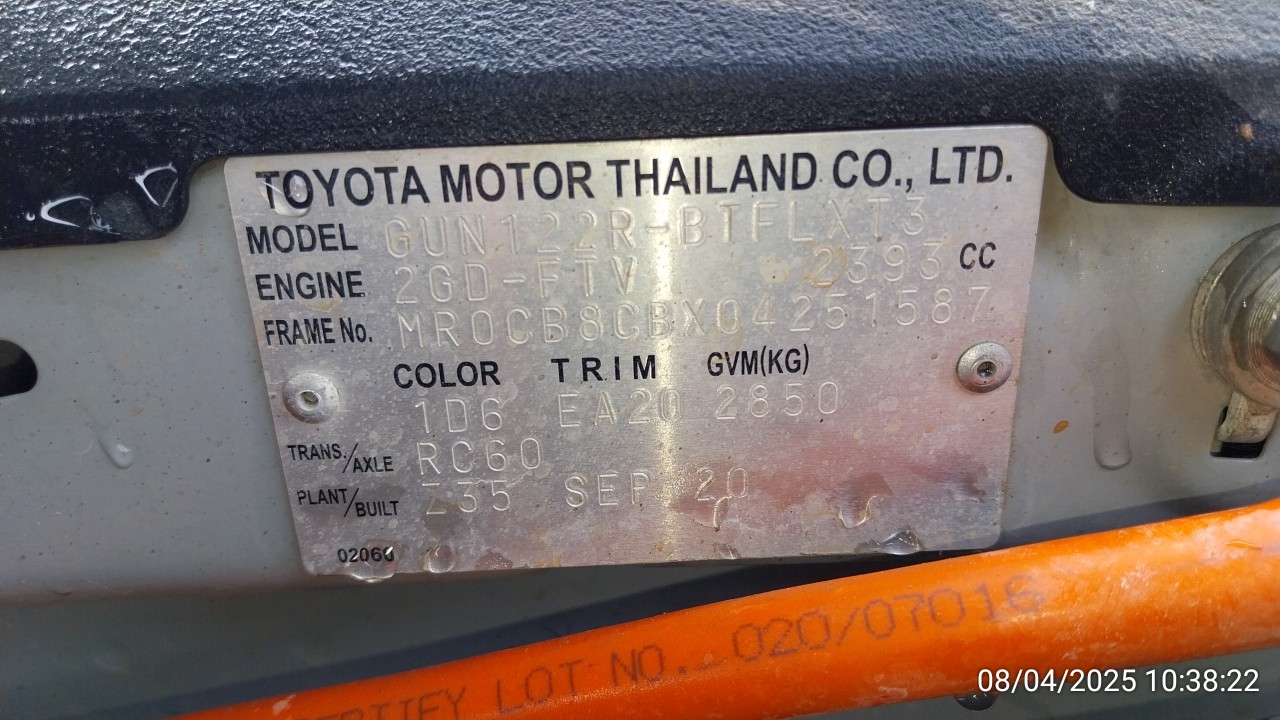 TOYOTA MOTOR THAILAND CO., LTD.
MODEL GUN122R-BTFLXT3
ENGINE 2GD-FTV 2393 CC
FRAME No. MR0CB8CBX04251587
COLOR TRIM GVM(KG)
1D6 EA20 2850
TRANS./AXLE RC60
PLANT/BUILT Z35 SEP 20
02060
LOT NO. 020/07016
08/04/2025 10:38:22